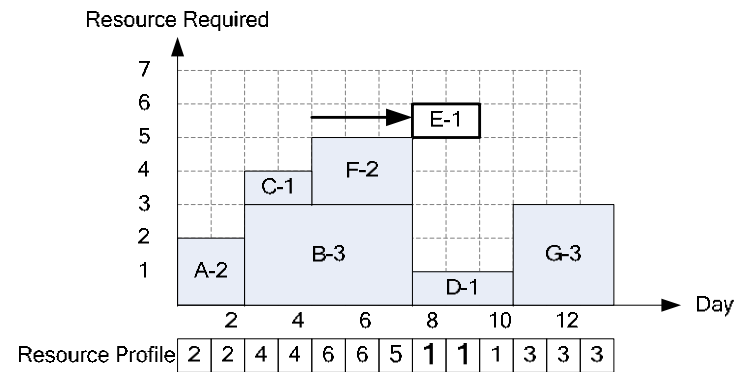 Resource Required
7
6
5
4
3
2
1
E-1
F-2
C-1
B-3
A-2
G-3
D-1
Day
2 4 6 8 10 12
Resource Profile 2 2 4 4 6 6 5 1 1 1 3 3 3